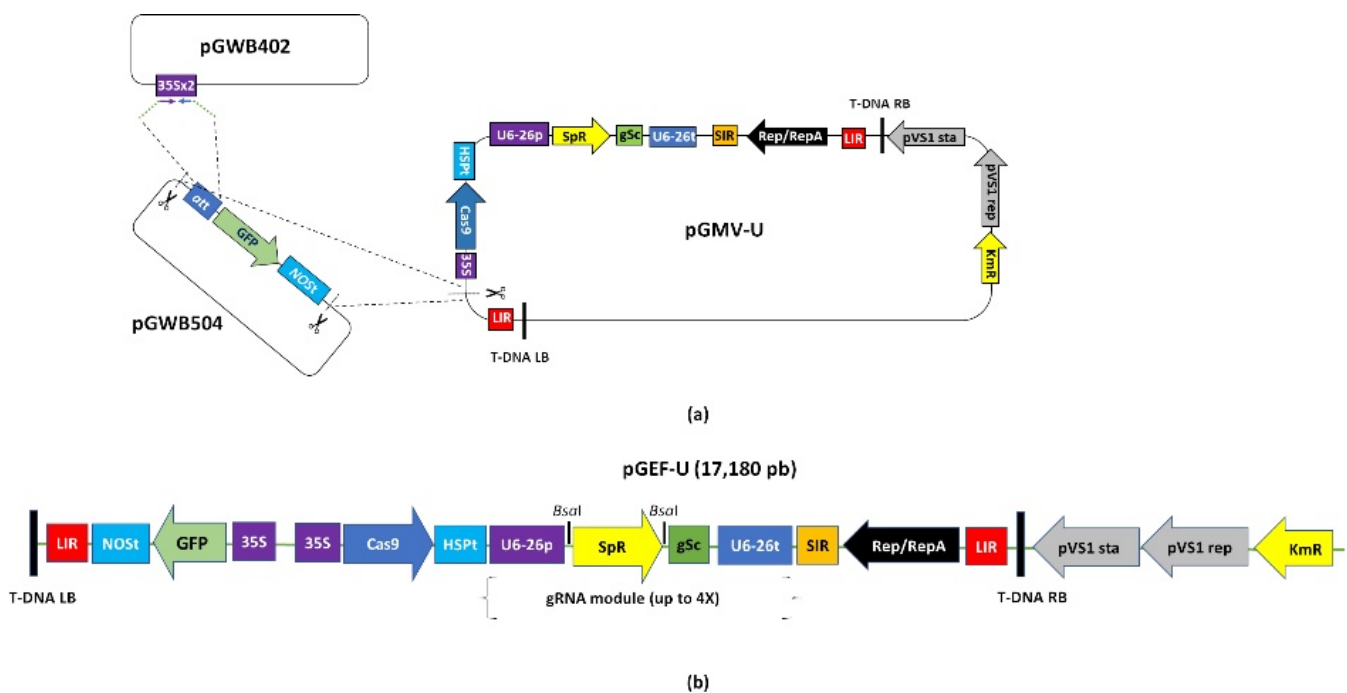 pGWB402
35Sx2
att
GFP
NOSt
pGWB504
T-DNA RB
U6-26p
SpR
gSc
U6-26t
SIR
Rep/RepA
LIR
pVS1 sta
HSPt
Cas9
35S
pGMV-U
pVS1 rep
KmR
LIR
T-DNA LB
(a)
pGEF-U (17,180 pb)
BsaI
BsaI
LIR
NOSt
GFP
35S
35S
Cas9
HSPt
U6-26p
SpR
gSc
U6-26t
SIR
Rep/RepA
LIR
pVS1 sta
pVS1 rep
KmR
T-DNA LB
gRNA module (up to 4X)
T-DNA RB
(b)